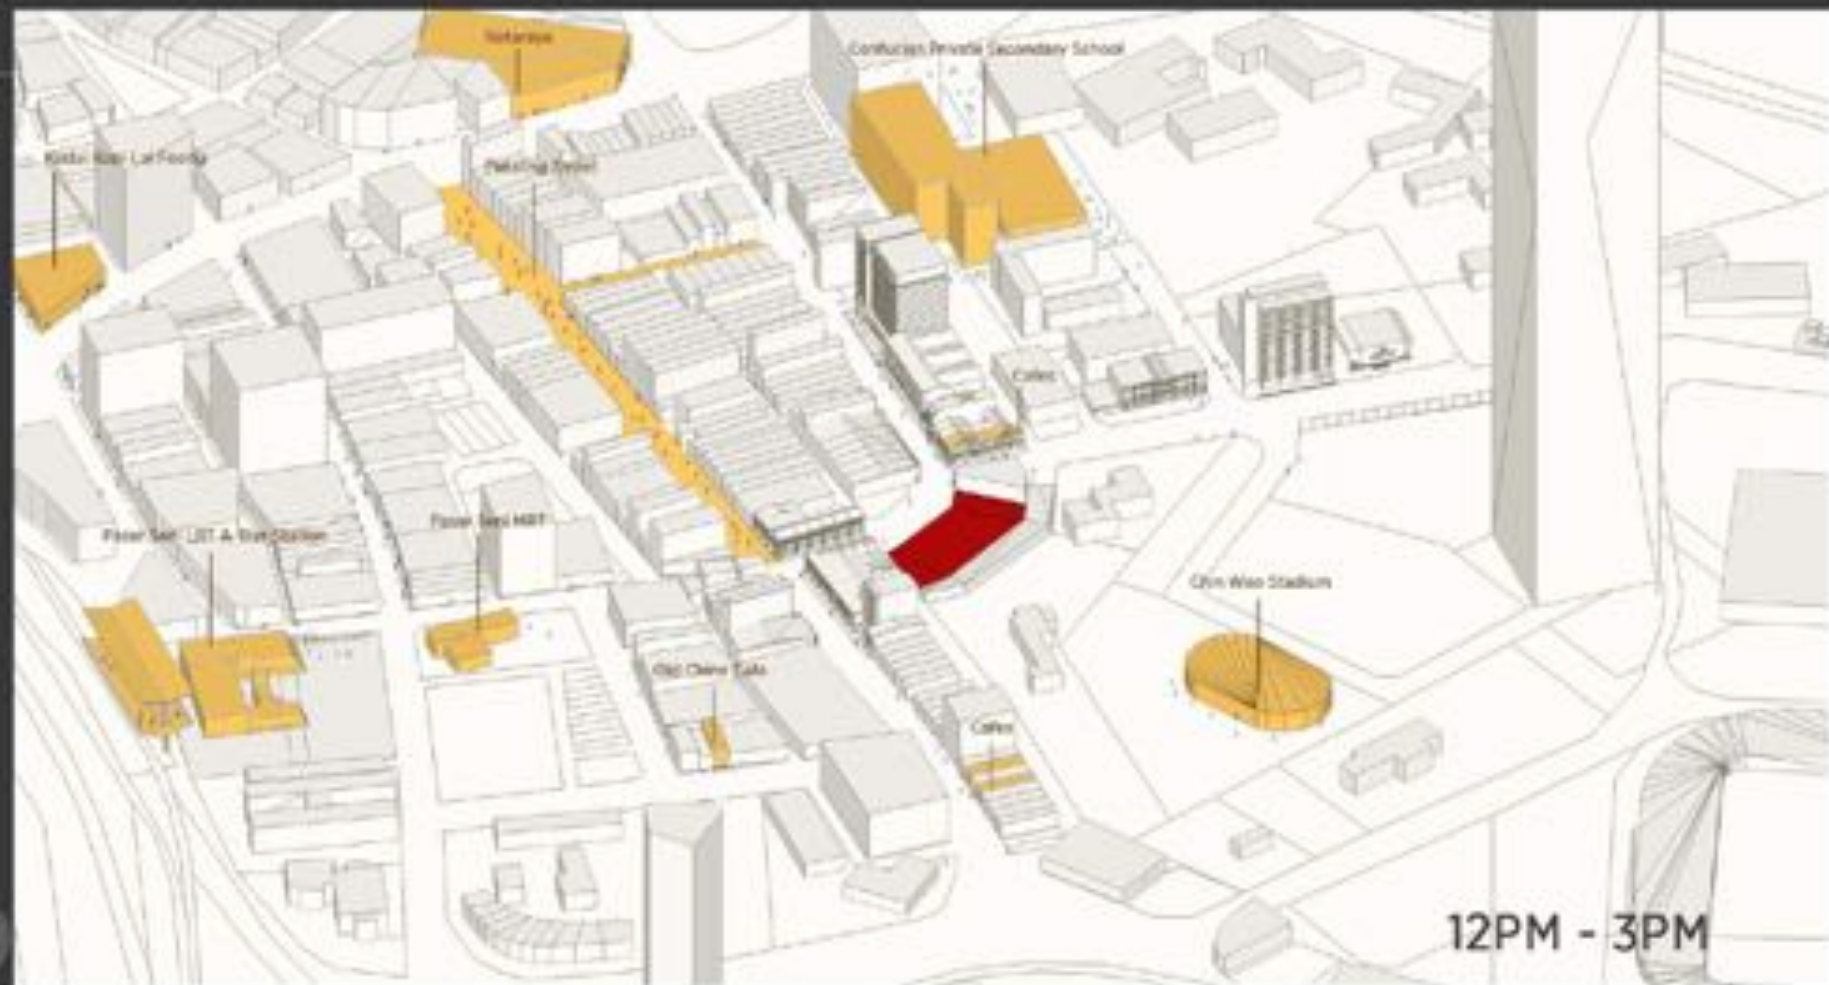 Kotaraya
Confucian Private Secondary School
Kedai Kopi Lai Foong
Petaling Street
Cafes
Pasar Seni LRT & Bus Station
Pasar Seni MRT
Chin Woo Stadium
Old China Cafe
Cafes
12PM - 3PM